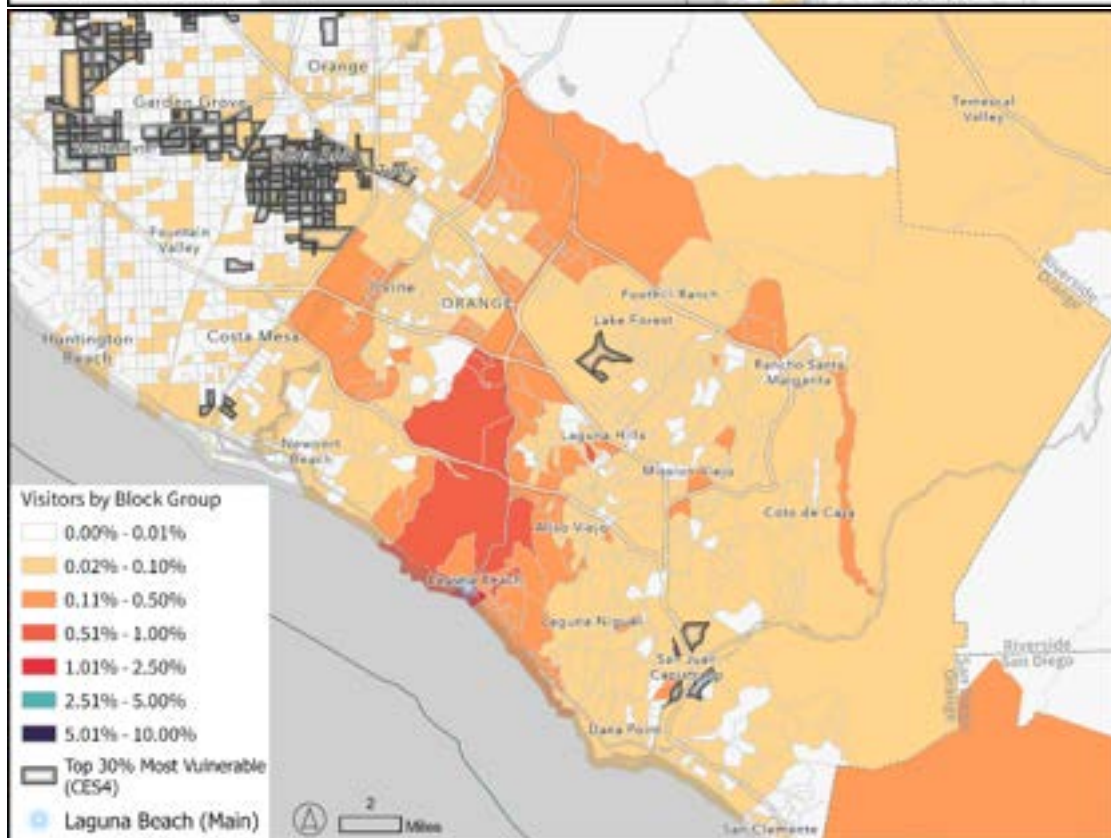 Orange
Garden Grove
Temescal
Valley
Fountain
Valley
Irvine
ORANGE
Foothill Ranch
Riverside
Orange
Lake Forest
Huntington
Beach
Costa Mesa
Rancho Santa
Margarita
Laguna Hills
Newport
Beach
Mission Viejo
Coto de Caza
Aliso Viejo
Laguna Beach
Laguna Niguel
San Juan
Capistrano
Riverside
San Diego
Orange
Dana Point
San Clemente
Visitors by Block Group
0.00% - 0.01%
0.02% - 0.10%
0.11% - 0.50%
0.51% - 1.00%
1.01% - 2.50%
2.51% - 5.00%
5.01% - 10.00%
Top 30% Most Vulnerable
(CES4)
Laguna Beach (Main)
2
Miles